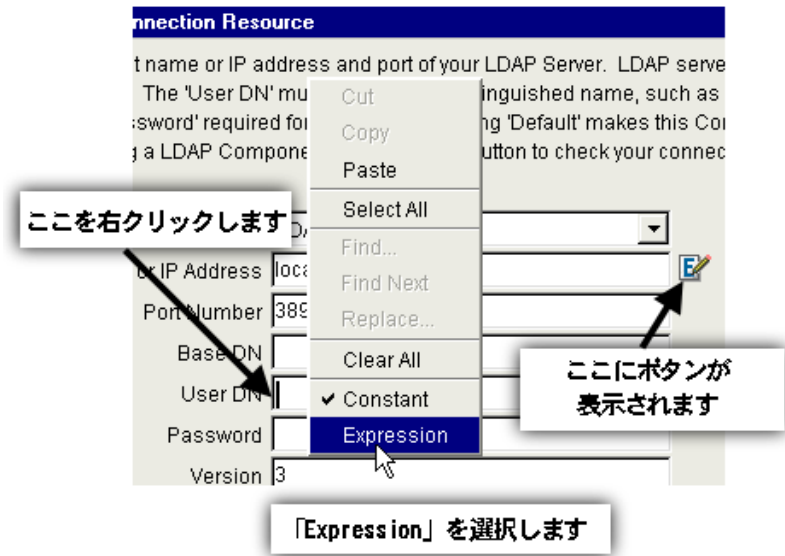 nnection Resource
t name or IP address and port of your LDAP Server. LDAP serve
The 'User DN' mu
Cut
inguished name, such as
ssword' required fo
Copy
ng 'Default' makes this Co
g a LDAP Compone
utton to check your connec
Paste
Select All
ここを右クリックします
Find...
or IP Address
loca
Find Next
Port Number
389
Replace...
Base DN
Clear All
ここにボタンが
表示されます
User DN
✓ Constant
Password
Expression
Version
3
「Expression」を選択します